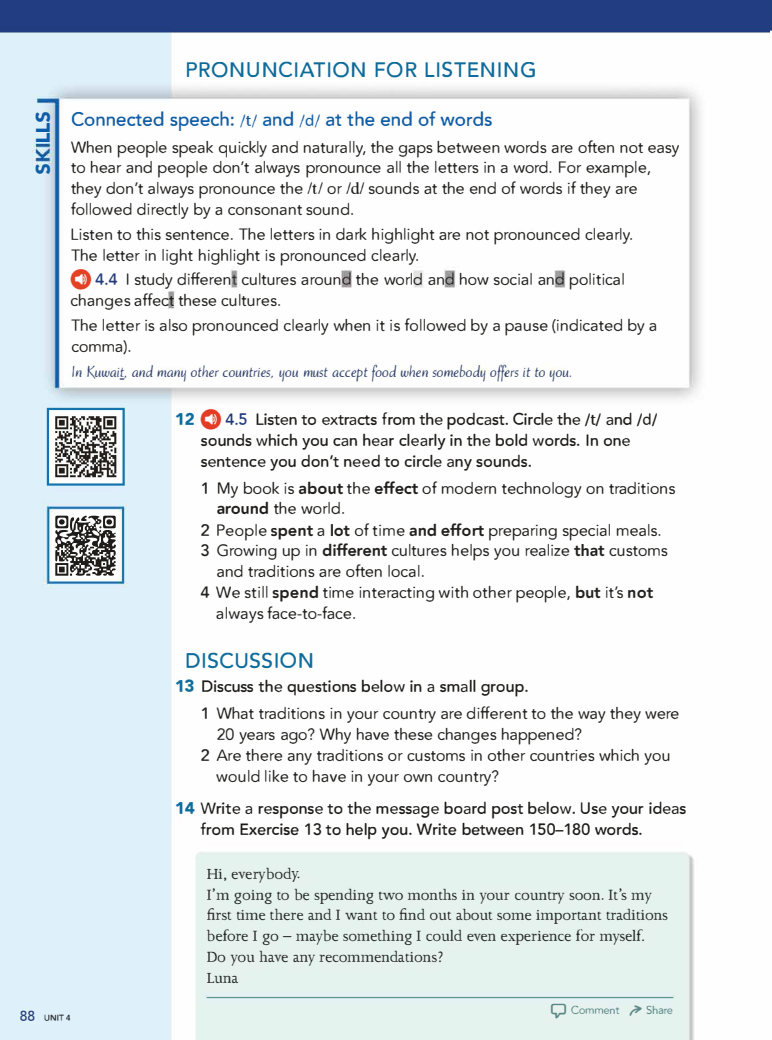 PRONUNCIATION FOR LISTENING
SKILLS
Connected speech: /t/ and /d/ at the end of words
When people speak quickly and naturally, the gaps between words are often not easy
to hear and people don't always pronounce all the letters in a word. For example,
they don't always pronounce the /t/ or /d/ sounds at the end of words if they are
followed directly by a consonant sound.
Listen to this sentence. The letters in dark highlight are not pronounced clearly.
The letter in light highlight is pronounced clearly.
4.4 I study different cultures around the world and how social and political
changes affect these cultures.
The letter is also pronounced clearly when it is followed by a pause (indicated by a
comma).
In Kuwait, and many other countries, you must accept food when somebody offers it to you.
12 4.5 Listen to extracts from the podcast. Circle the /t/ and /d/
sounds which you can hear clearly in the bold words. In one
sentence you don't need to circle any sounds.
1 My book is about the effect of modern technology on traditions
around the world.
2 People spent a lot of time and effort preparing special meals.
3 Growing up in different cultures helps you realize that customs
and traditions are often local.
4 We still spend time interacting with other people, but it's not
always face-to-face.
DISCUSSION
13 Discuss the questions below in a small group.
1 What traditions in your country are different to the way they were
20 years ago? Why have these changes happened?
2 Are there any traditions or customs in other countries which you
would like to have in your own country?
14 Write a response to the message board post below. Use your ideas
from Exercise 13 to help you. Write between 150–180 words.
Hi, everybody.
I'm going to be spending two months in your country soon. It's my
first time there and I want to find out about some important traditions
before I go – maybe something I could even experience for myself.
Do you have any recommendations?
Luna
Comment Share
88 UNIT 4